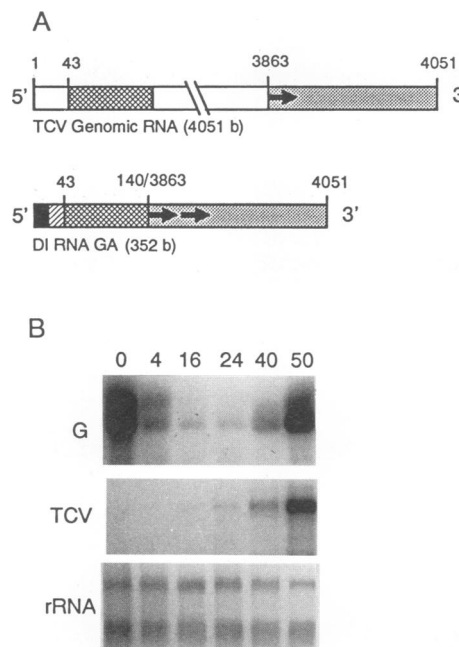 A
1 43 3863 4051
5' 3
TCV Genomic RNA (4051 b)
43 140/3863 4051
5' 3'
DI RNA GA (352 b)
B
0 4 16 24 40 50
G
TCV
rRNA